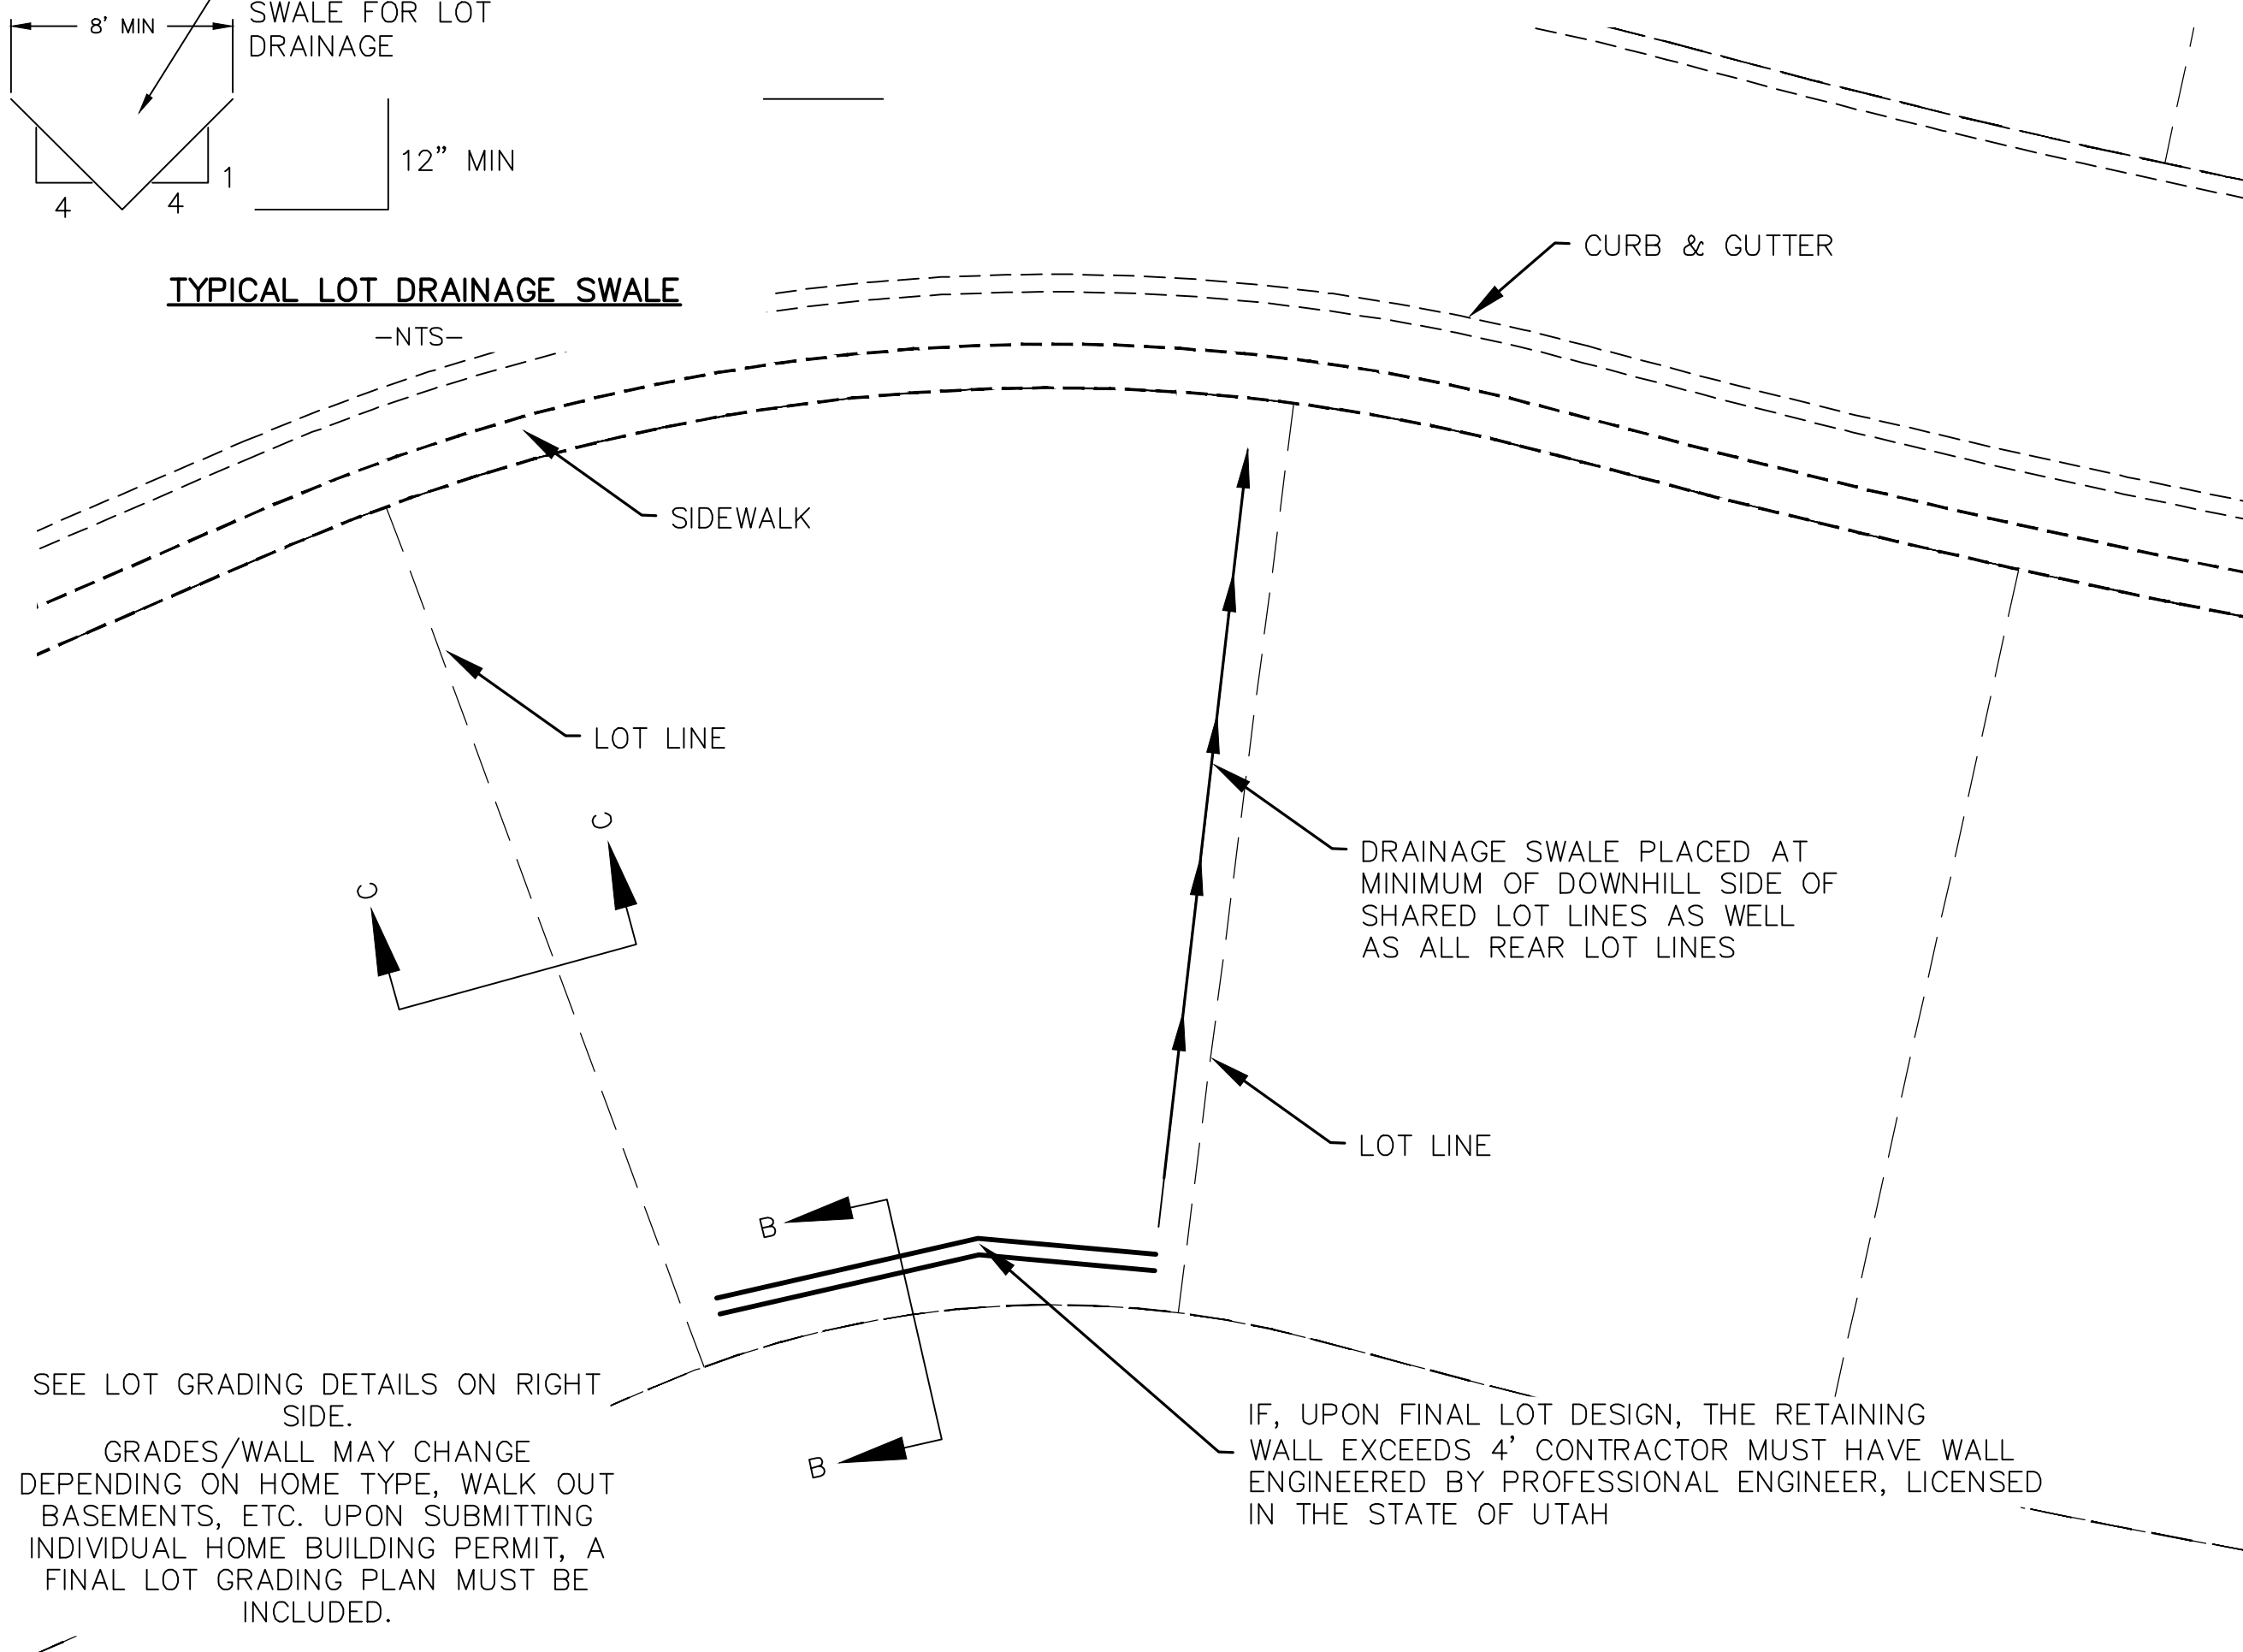 8' MIN
SWALE FOR LOT
DRAINAGE
12" MIN
1
4
4
TYPICAL LOT DRAINAGE SWALE
-NTS-
CURB & GUTTER
SIDEWALK
LOT LINE
C
C
DRAINAGE SWALE PLACED AT
MINIMUM OF DOWNHILL SIDE OF
SHARED LOT LINES AS WELL
AS ALL REAR LOT LINES
LOT LINE
B
B
SEE LOT GRADING DETAILS ON RIGHT
SIDE.
GRADES/WALL MAY CHANGE
DEPENDING ON HOME TYPE, WALK OUT
BASEMENTS, ETC. UPON SUBMITTING
INDIVIDUAL HOME BUILDING PERMIT, A
FINAL LOT GRADING PLAN MUST BE
INCLUDED.
IF, UPON FINAL LOT DESIGN, THE RETAINING
WALL EXCEEDS 4' CONTRACTOR MUST HAVE WALL
ENGINEERED BY PROFESSIONAL ENGINEER, LICENSED
IN THE STATE OF UTAH